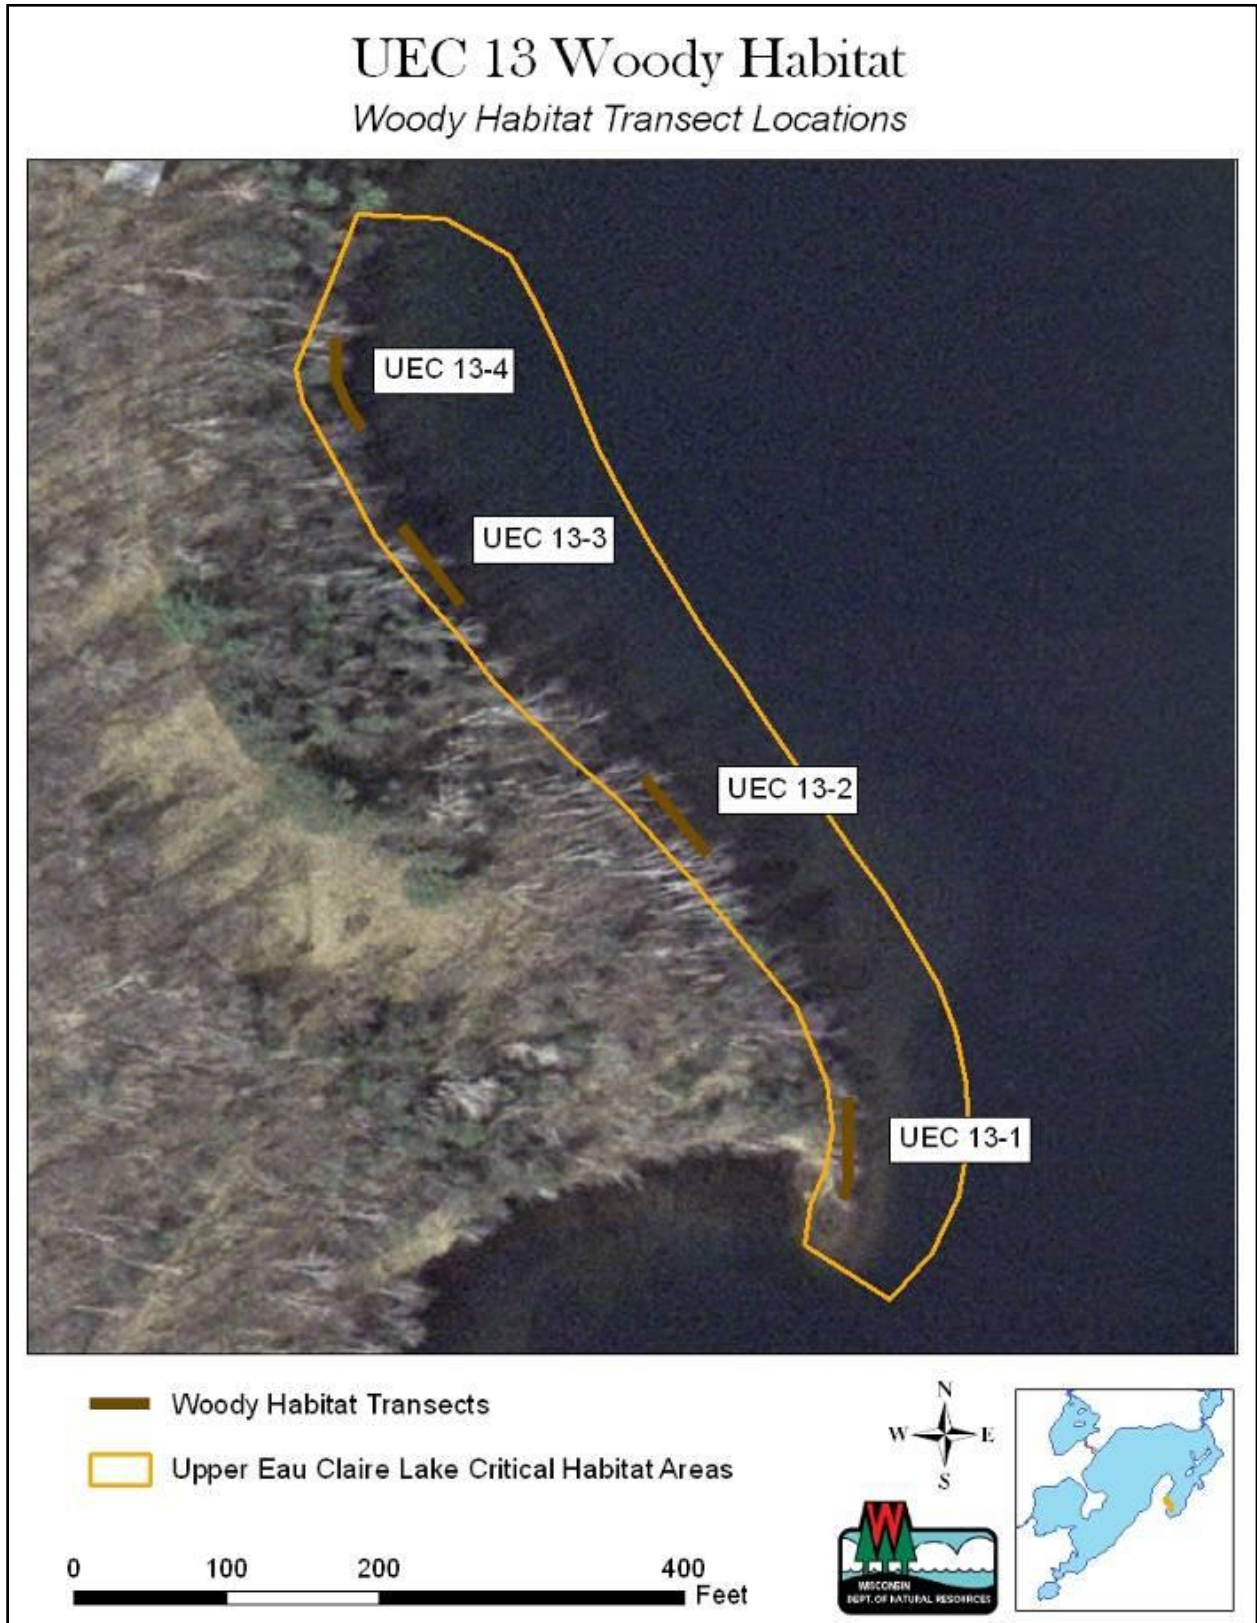 UEC 13 Woody Habitat
Woody Habitat Transect Locations
UEC 13-4
UEC 13-3
UEC 13-2
UEC 13-1
Woody Habitat Transects
Upper Eau Claire Lake Critical Habitat Areas
N
W E
S
0 100 200 400
Feet
W
WISCONSIN
DEPT. OF NATURAL RESOURCES